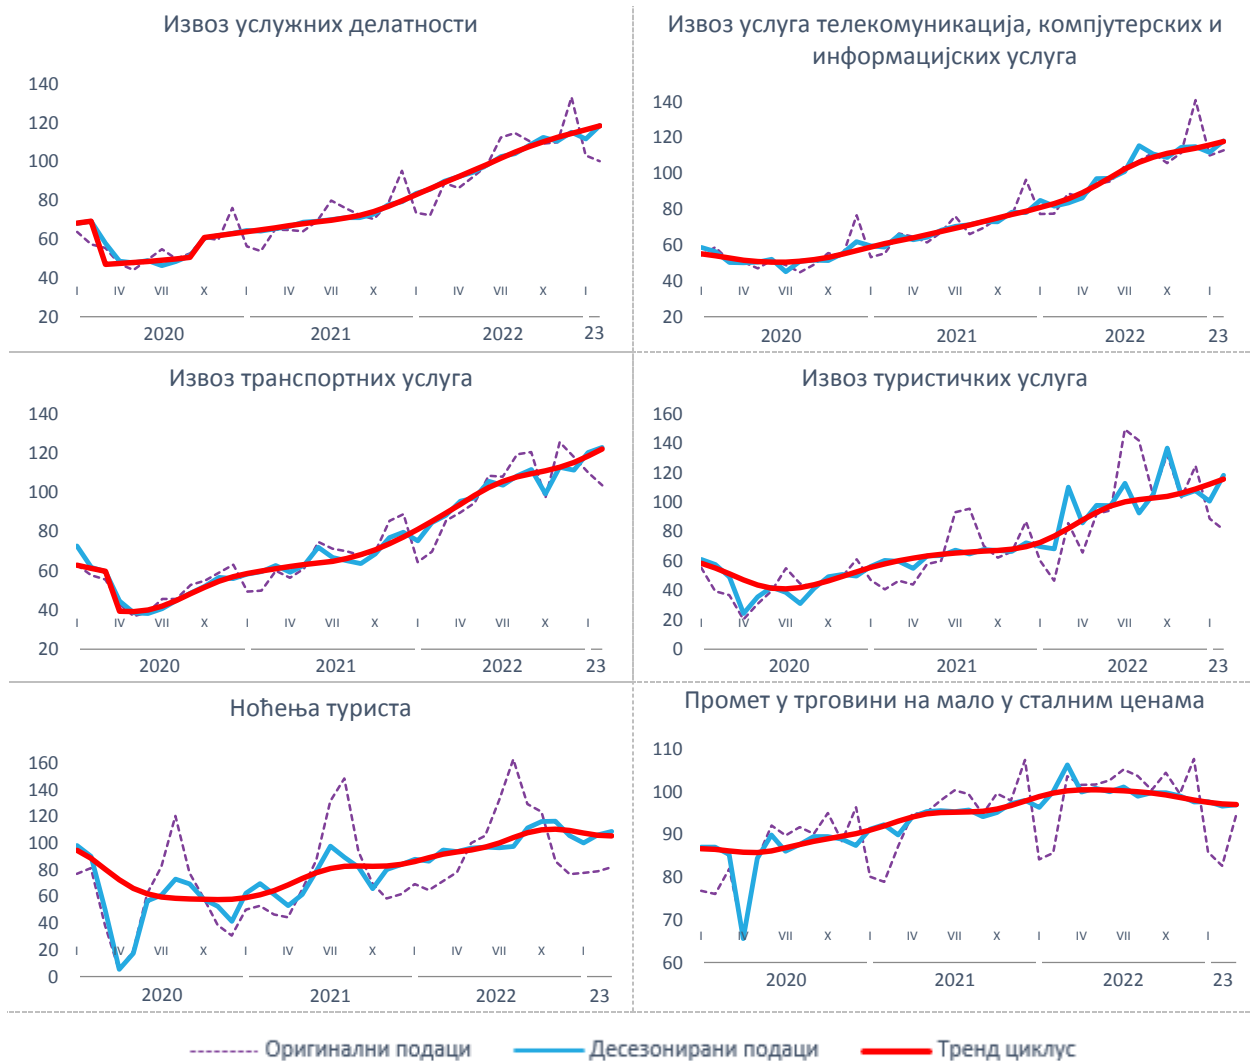 Извоз услужних делатности
140
120
100
80
60
40
20
I IV VII X I IV VII X I IV VII X I
2020 2021 2022 23
Извоз услуга телекомуникација, компјутерских и
информацијских услуга
140
120
100
80
60
40
20
I IV VII X I IV VII X I IV VII X I
2020 2021 2022 23
Извоз транспортних услуга
140
120
100
80
60
40
20
I IV VII X I IV VII X I IV VII X I
2020 2021 2022 23
Извоз туристичких услуга
160
140
120
100
80
60
40
20
0
I IV VII X I IV VII X I IV VII X I
2020 2021 2022 23
Ноћења туриста
160
140
120
100
80
60
40
20
0
I IV VII X I IV VII X I IV VII X I
2020 2021 2022 23
Промет у трговини на мало у сталним ценама
110
100
90
80
70
60
I IV VII X I IV VII X I IV VII X I
2020 2021 2022 23
Оригинални подаци Десезонирани подаци Тренд циклус